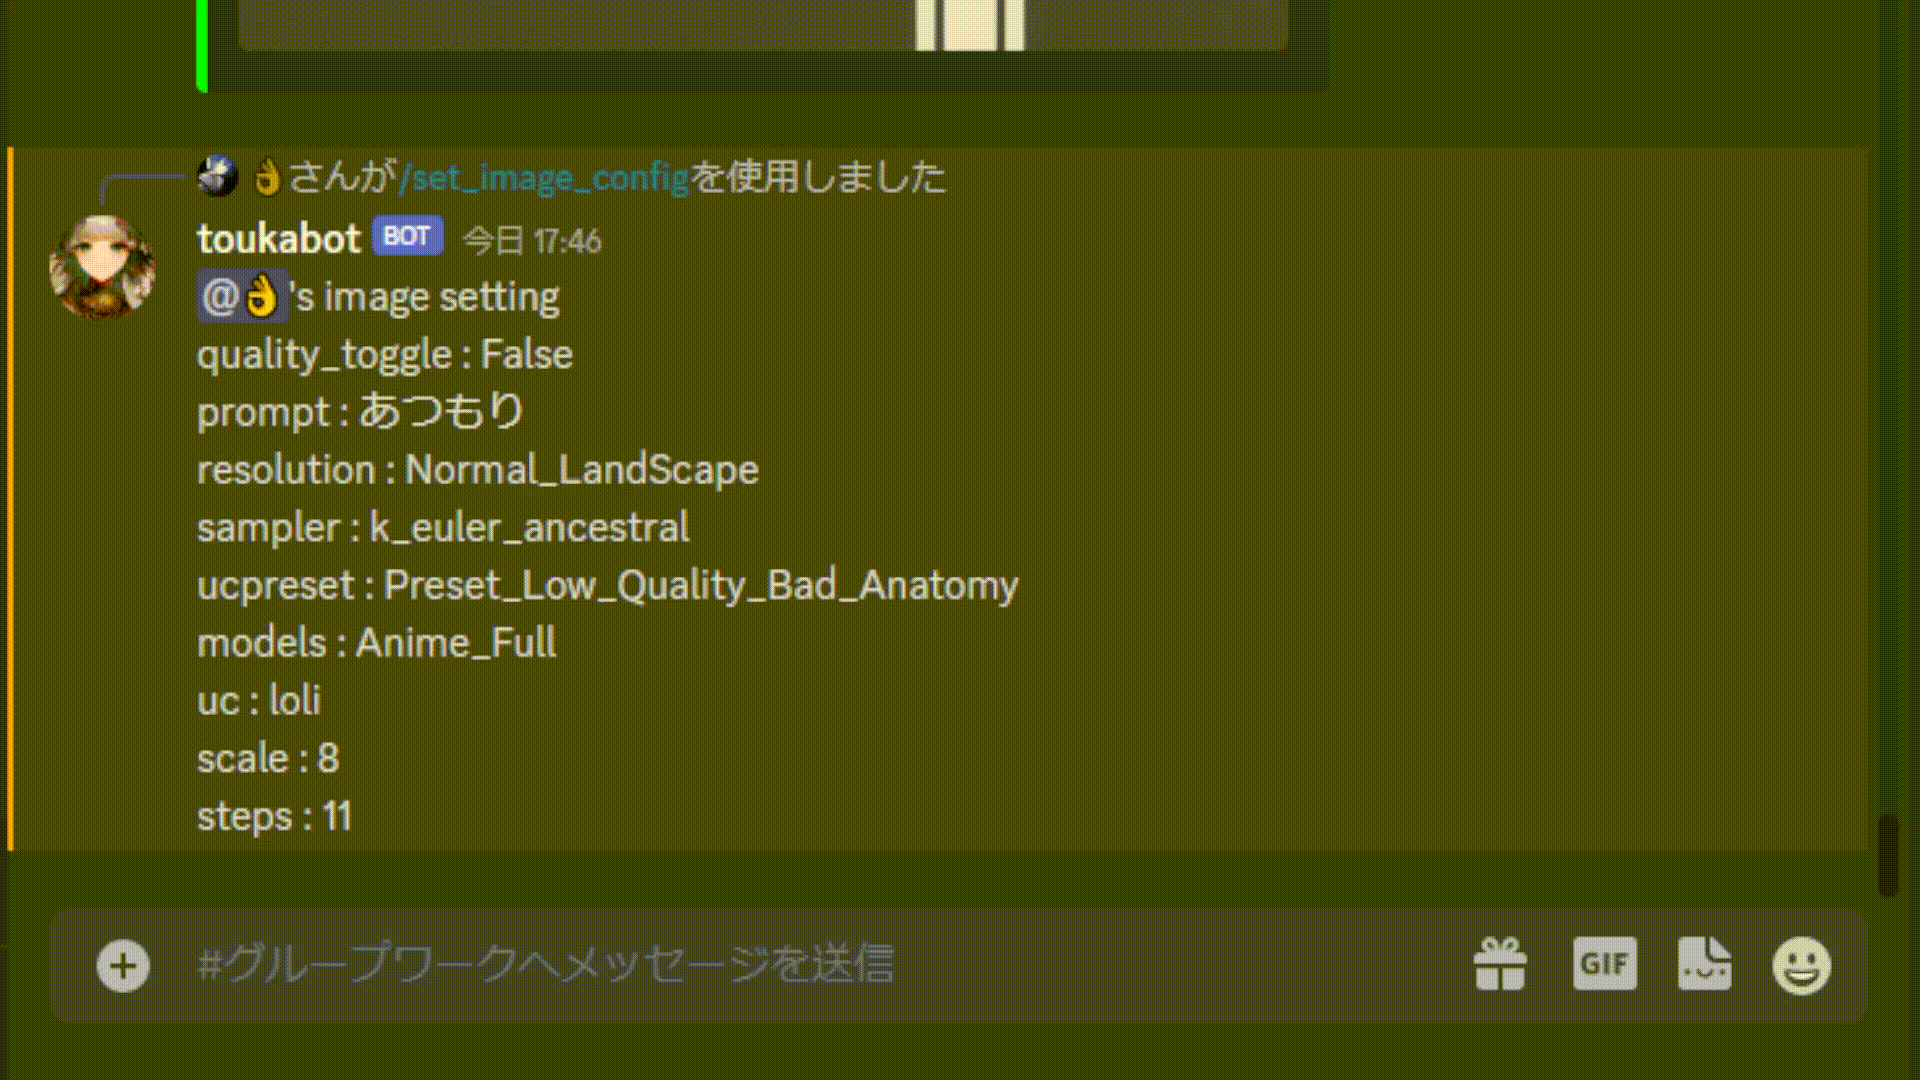 👌さんが/set_image_configを使用しました
toukabot BOT 今日 17:46
@👌's image setting
quality_toggle : False
prompt : あつもり
resolution : Normal_LandScape
sampler : k_euler_ancestral
ucpreset : Preset_Low_Quality_Bad_Anatomy
models : Anime_Full
uc : loli
scale : 8
steps : 11
#グループワークへメッセージを送信
GIF